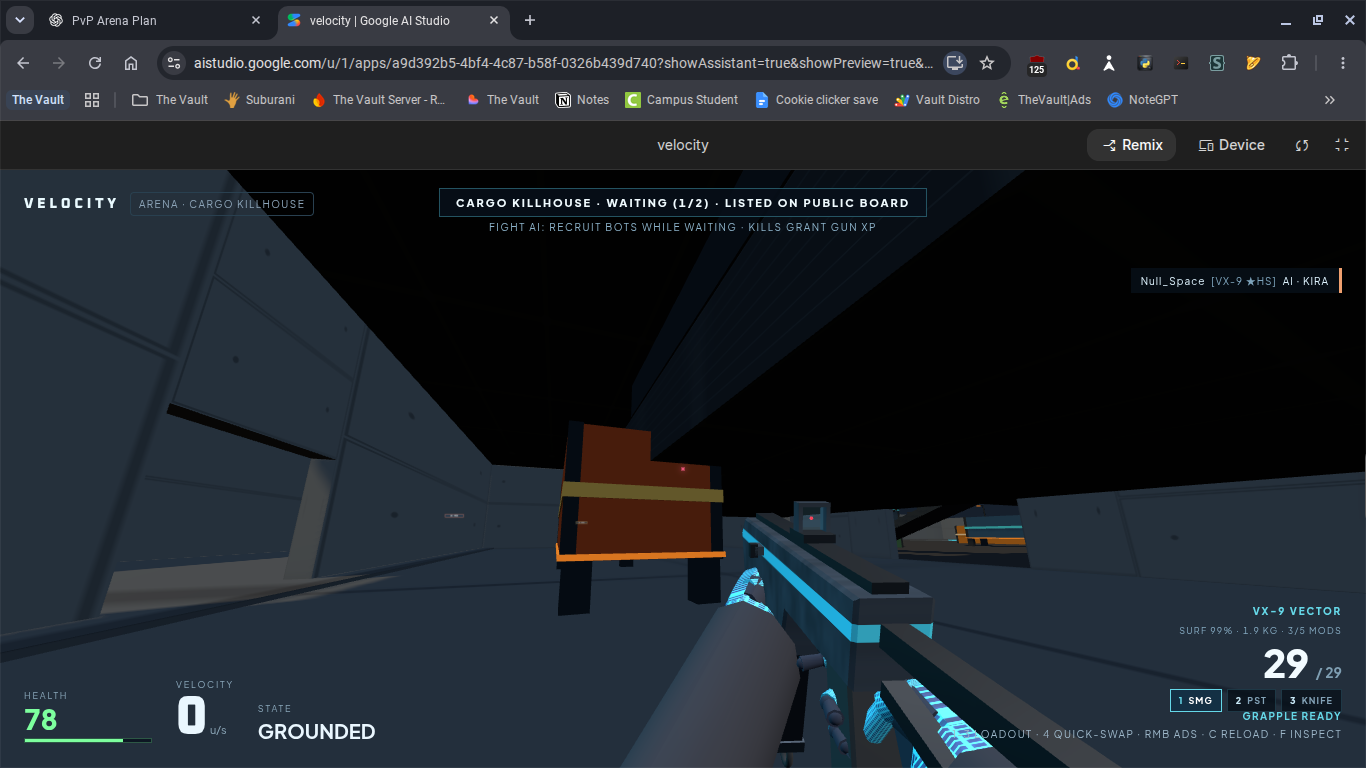 PvP Arena Plan
velocity | Google AI Studio
aistudio.google.com/u/1/apps/a9d392b5-4bf4-4c87-b58f-0326b439d740?showAssistant=true&showPreview=true&...
125
The Vault
The Vault
Suburani
The Vault Server - R...
The Vault
Notes
Campus Student
Cookie clicker save
Vault Distro
TheVault|Ads
NoteGPT
velocity
Remix
Device
VELOCITY
ARENA · CARGO KILLHOUSE
CARGO KILLHOUSE · WAITING (1/2) · LISTED ON PUBLIC BOARD
FIGHT AI: RECRUIT BOTS WHILE WAITING · KILLS GRANT GUN XP
Null_Space [VX-9 ★HS] AI · KIRA
VX-9 VECTOR
SURF 99% · 1.9 KG · 3/5 MODS
29 / 29
1 SMG 2 PST 3 KNIFE
GRAPPLE READY
OADOUT · 4 QUICK-SWAP · RMB ADS · C RELOAD · F INSPECT
HEALTH
78
VELOCITY
0 u/s
STATE
GROUNDED